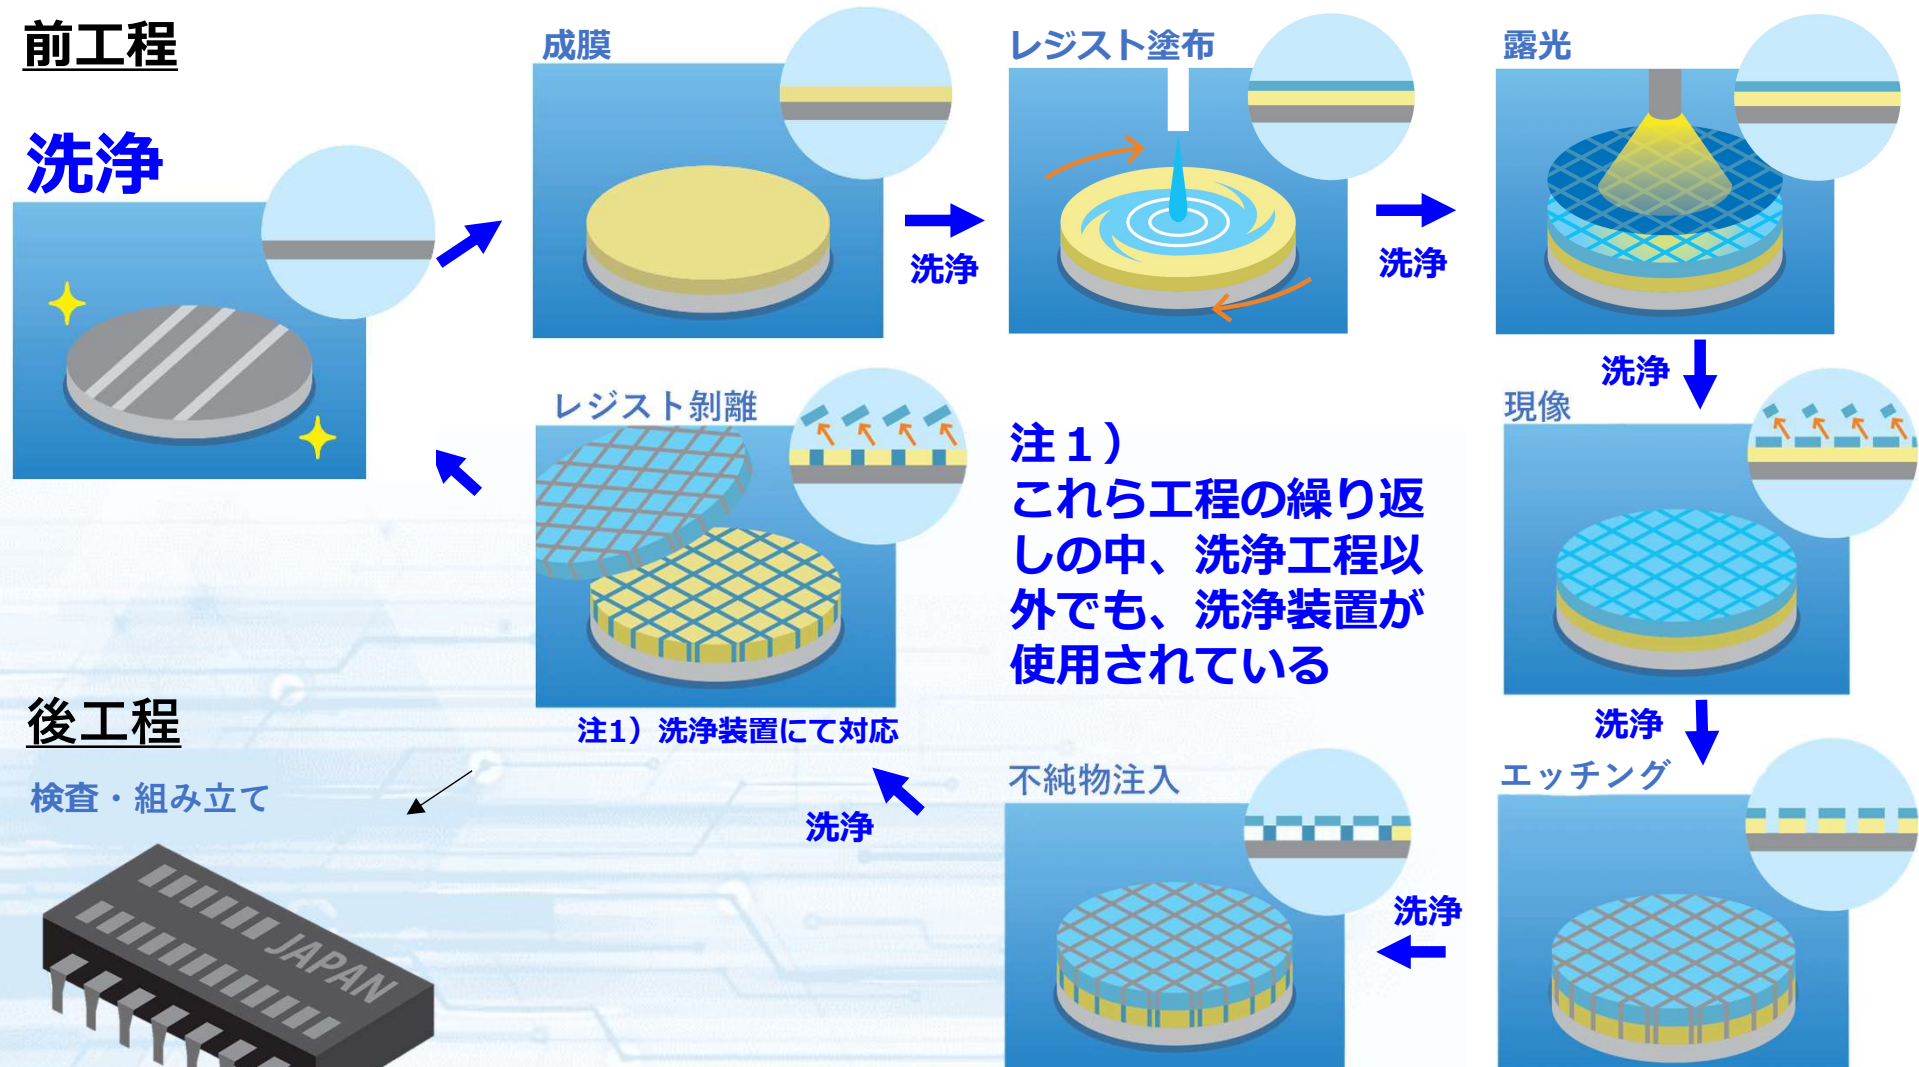 前工程
洗浄
成膜
洗浄
レジスト塗布
洗浄
露光
洗浄
現像
洗浄
エッチング
洗浄
不純物注入
洗浄
レジスト剝離
注1）洗浄装置にて対応
注１）
これら工程の繰り返
しの中、洗浄工程以
外でも、洗浄装置が
使用されている
後工程
検査・組み立て
JAPAN